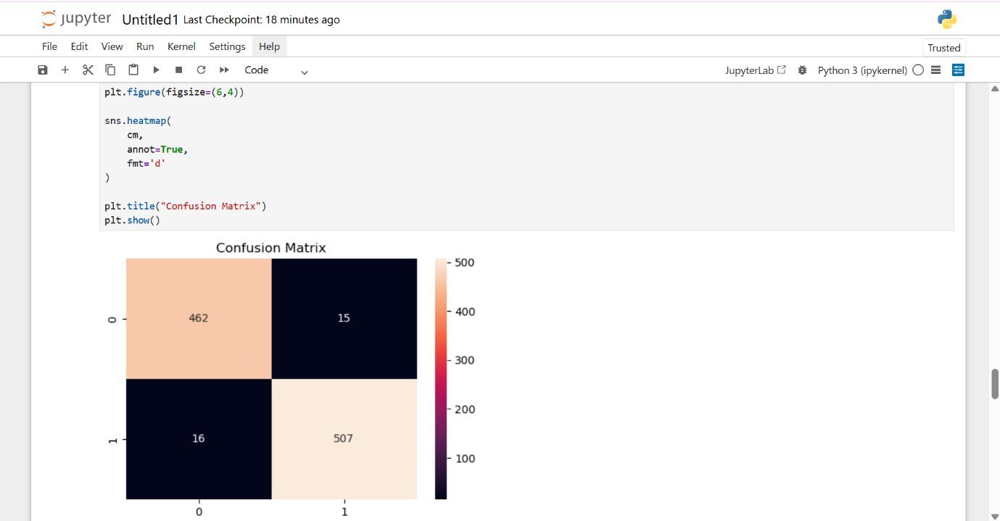 jupyter Untitled1 Last Checkpoint: 18 minutes ago
File Edit View Run Kernel Settings Help Trusted
Code JupyterLab Python 3 (ipykernel)
plt.figure(figsize=(6,4))
sns.heatmap(
    cm,
    annot=True,
    fmt='d'
)
plt.title("Confusion Matrix")
plt.show()
Confusion Matrix
500
400
0 462 15
300
200
1 16 507
100
0 1